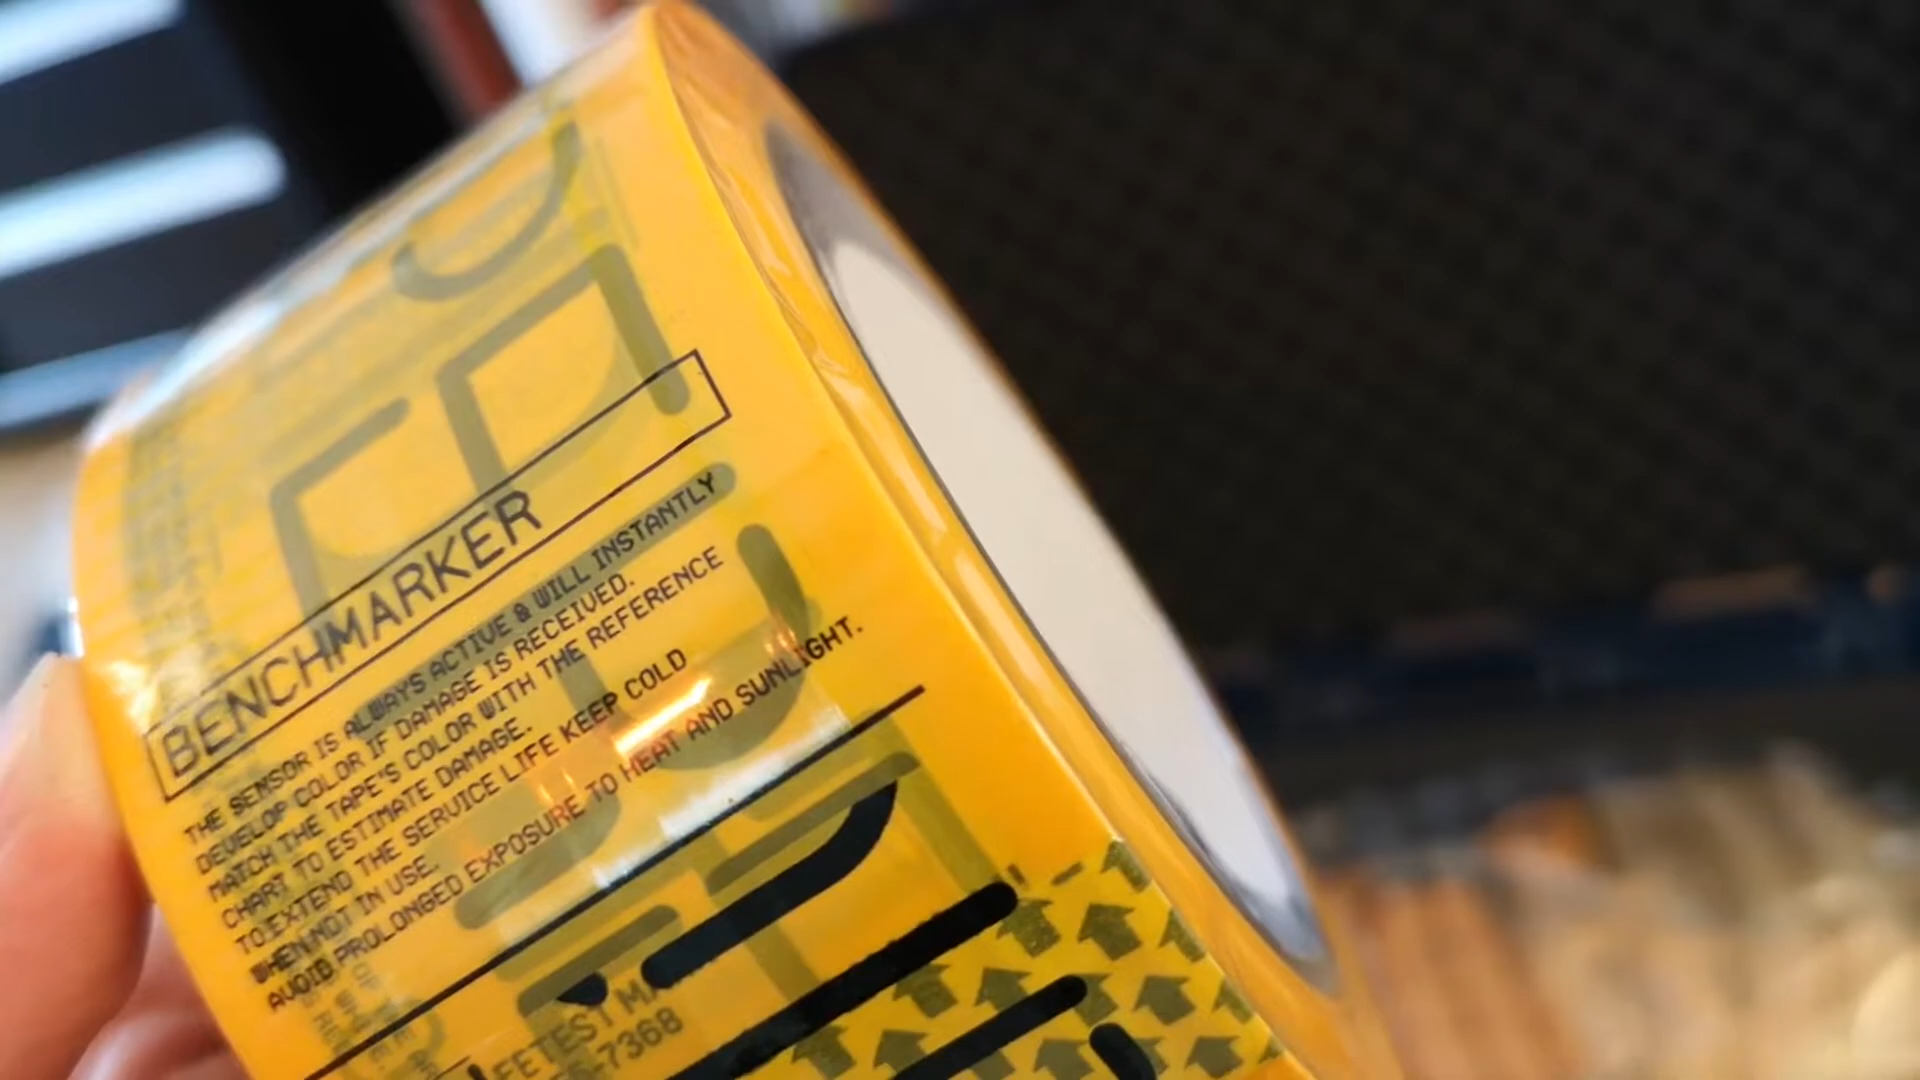 BENCHMARKER
THE SENSOR IS ALWAYS ACTIVE & WILL INSTANTLY
DEVELOP COLOR IF DAMAGE IS RECEIVED.
MATCH THE TAPE'S COLOR WITH THE REFERENCE
CHART TO ESTIMATE DAMAGE.
TO EXTEND THE SERVICE LIFE KEEP COLD
WHEN NOT IN USE.
AVOID PROLONGED EXPOSURE TO HEAT AND SUNLIGHT.
-7368